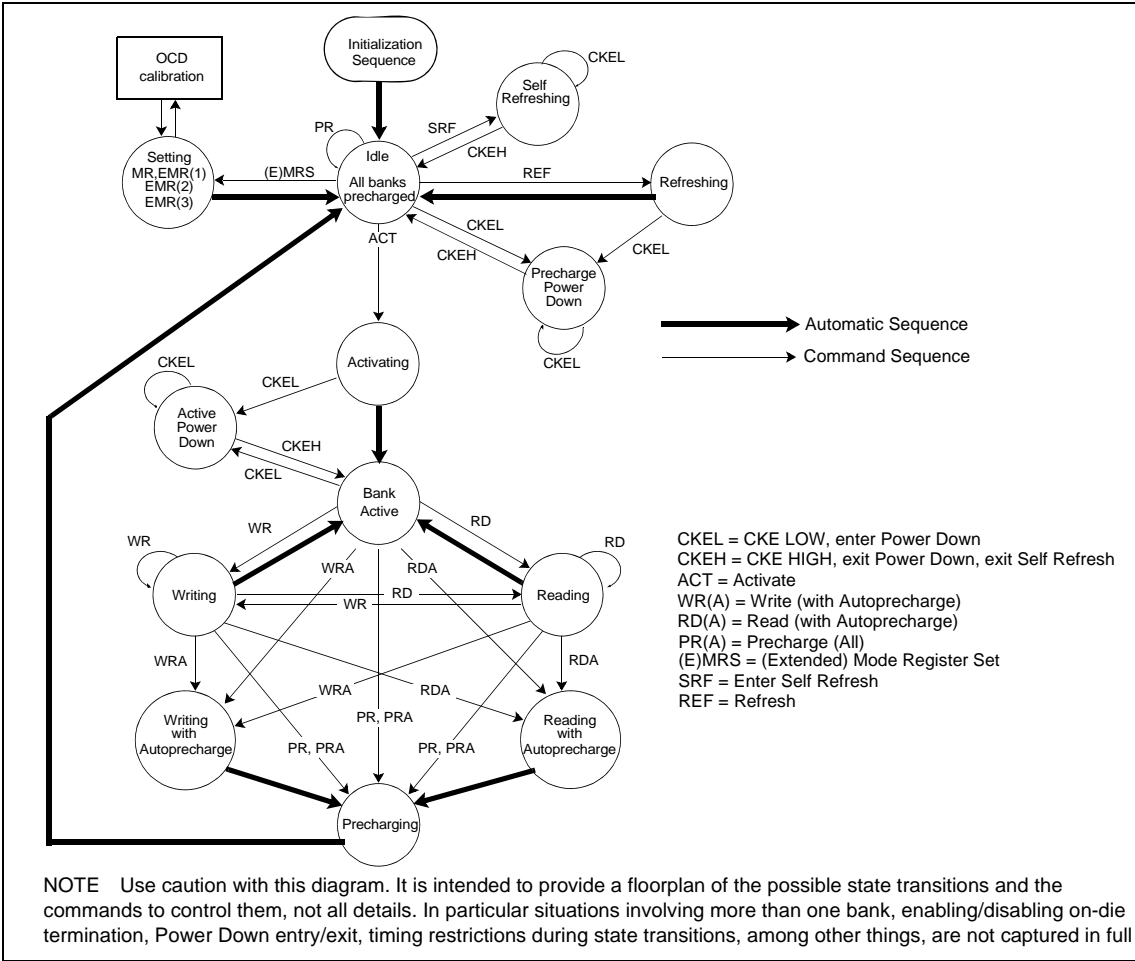 OCD
calibration
Initialization
Sequence
CKEL
Self
Refreshing
SRF
CKEH
PR
Idle
All banks
precharged
Setting
MR,EMR(1)
EMR(2)
EMR(3)
(E)MRS
REF
Refreshing
CKEL
CKEH
CKEL
ACT
Precharge
Power
Down
CKEL
Automatic Sequence
Command Sequence
Activating
CKEL
CKEL
Active
Power
Down
CKEH
CKEL
Bank
Active
WR
RD
WR
RD
WRA
RDA
Writing
RD
WR
Reading
WRA
RDA
WRA
RDA
Writing
with
Autoprecharge
PR, PRA
Reading
with
Autoprecharge
PR, PRA
PR, PRA
Precharging
CKEL = CKE LOW, enter Power Down
CKEH = CKE HIGH, exit Power Down, exit Self Refresh
ACT = Activate
WR(A) = Write (with Autoprecharge)
RD(A) = Read (with Autoprecharge)
PR(A) = Precharge (All)
(E)MRS = (Extended) Mode Register Set
SRF = Enter Self Refresh
REF = Refresh
NOTE Use caution with this diagram. It is intended to provide a floorplan of the possible state transitions and the
commands to control them, not all details. In particular situations involving more than one bank, enabling/disabling on-die
termination, Power Down entry/exit, timing restrictions during state transitions, among other things, are not captured in full